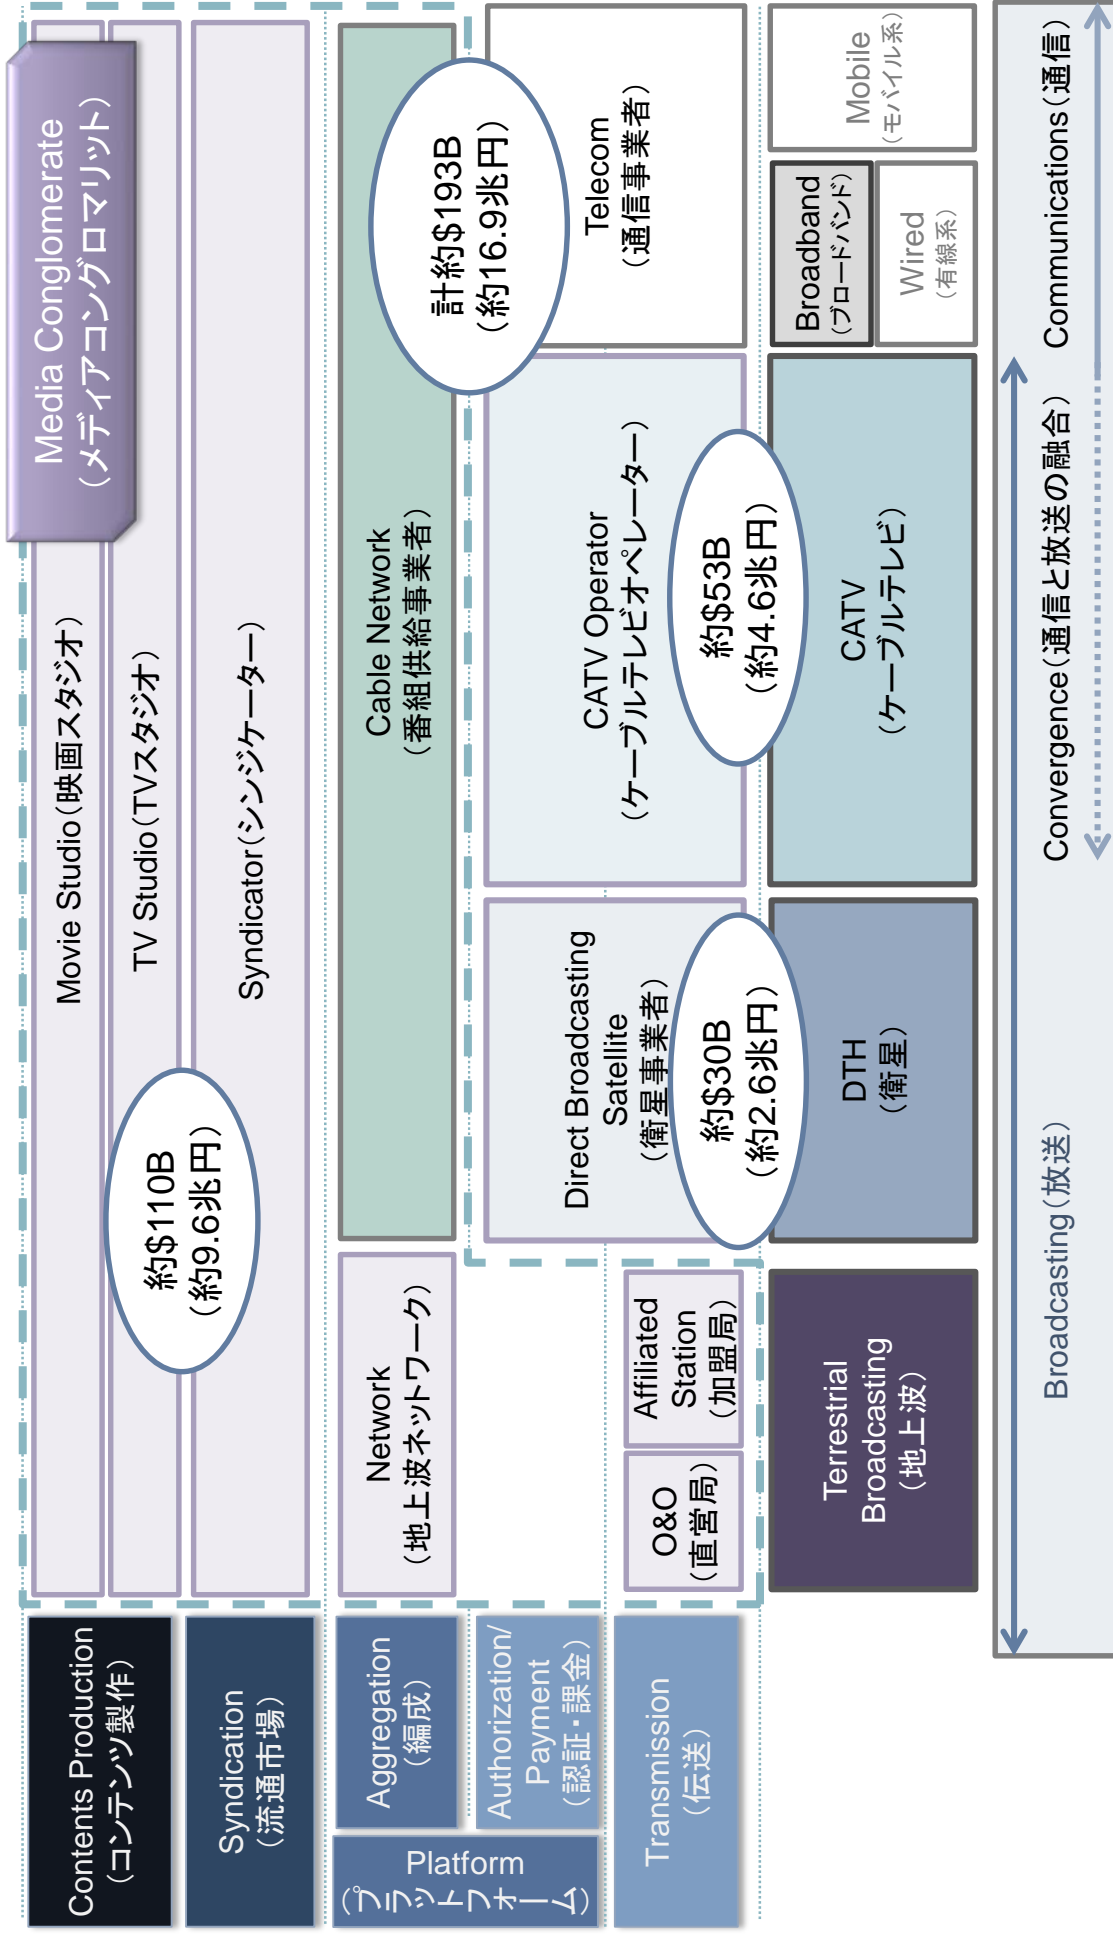 Media Conglomerate
（メディアコングロマリット）
Contents Production
（コンテンツ製作）
Movie Studio（映画スタジオ）
TV Studio（TVスタジオ）
約$110B
（約9.6兆円）
Syndication
（流通市場）
Syndicator（シンジケーター）
Platform
（プラットフォーム）
Aggregation
（編成）
Network
（地上波ネットワーク）
Cable Network
（番組供給事業者）
計約$193B
（約16.9兆円）
Authorization/
Payment
（認証・課金）
Direct Broadcasting
Satellite
（衛星事業者）
CATV Operator
（ケーブルテレビオペレーター）
Telecom
（通信事業者）
Transmission
（伝送）
O&O
（直営局）
Affiliated
Station
（加盟局）
約$30B
（約2.6兆円）
約$53B
（約4.6兆円）
Terrestrial
Broadcasting
（地上波）
DTH
（衛星）
CATV
（ケーブルテレビ）
Broadband
（ブロードバンド）
Wired
（有線系）
Mobile
（モバイル系）
Broadcasting（放送）
Convergence（通信と放送の融合）
Communications（通信）